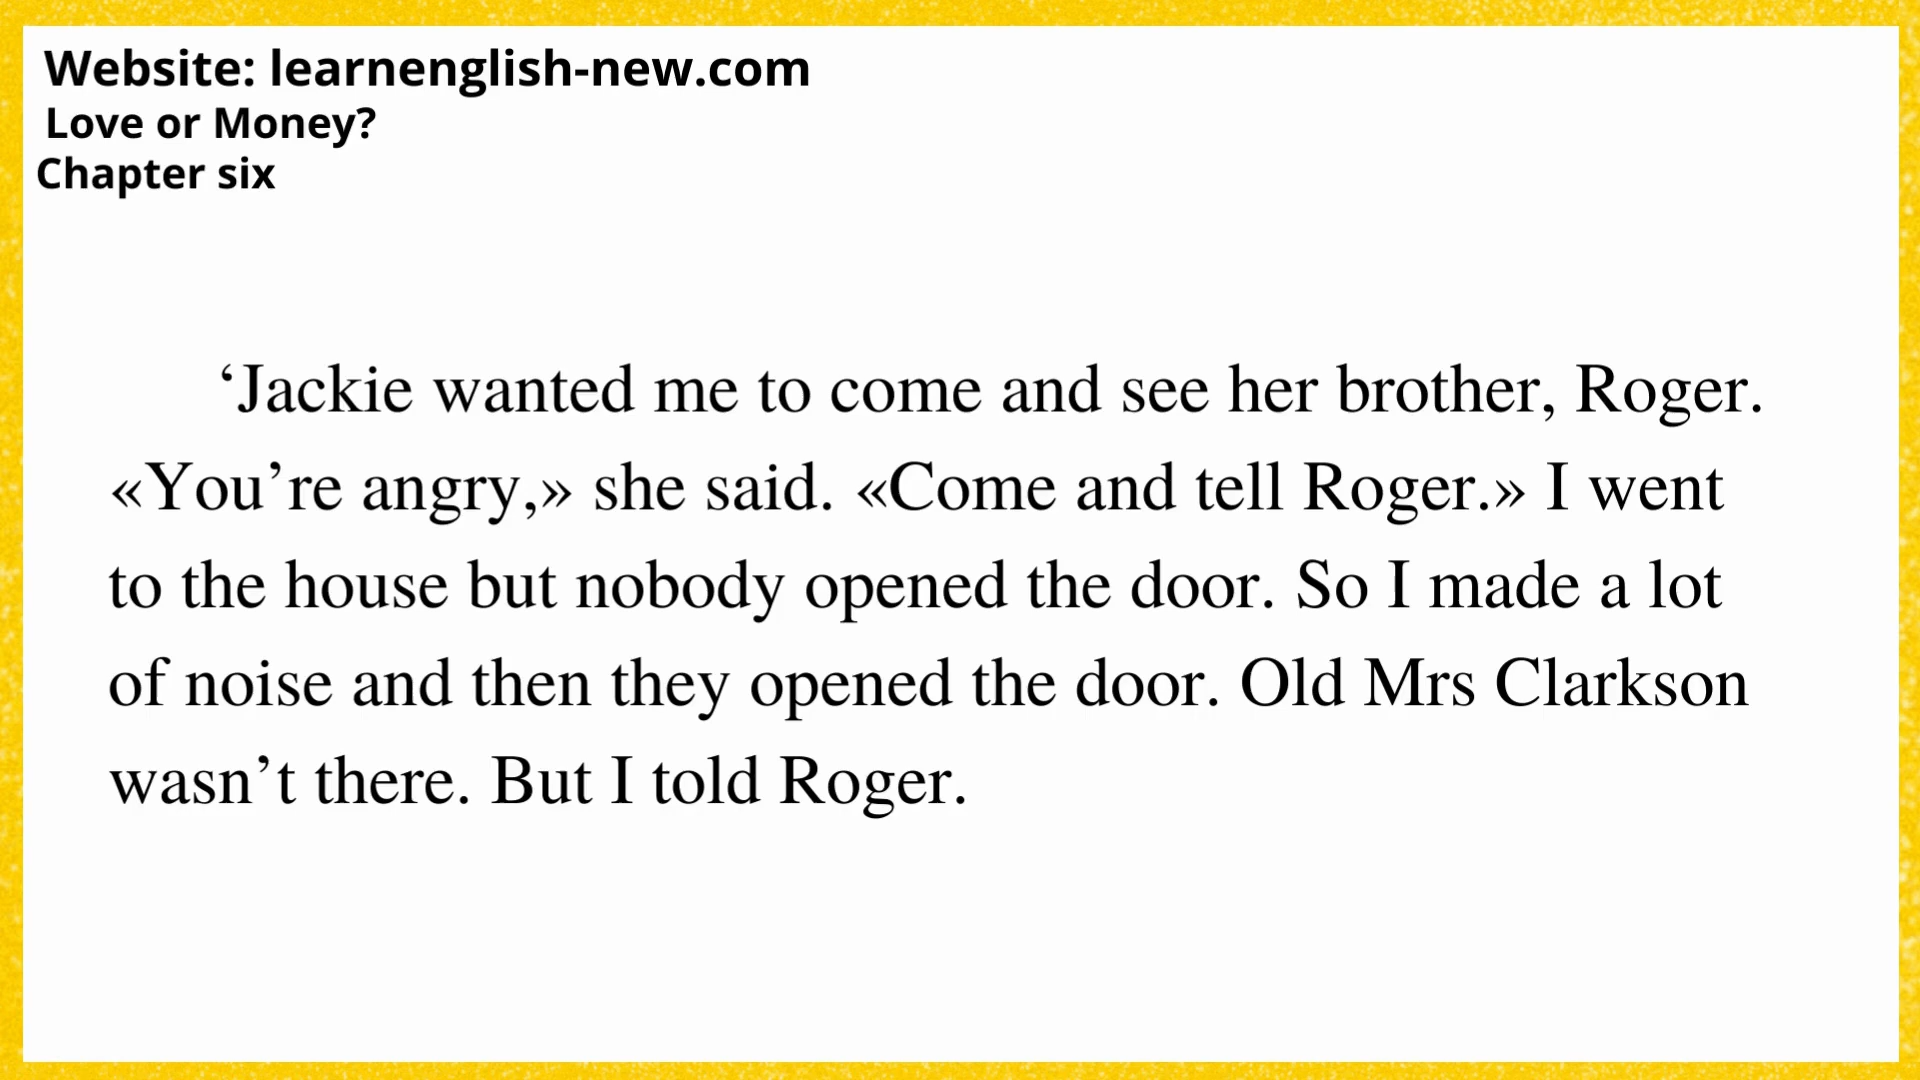 Website: learnenglish-new.com
Love or Money?
Chapter six
‘Jackie wanted me to come and see her brother, Roger.
«You’re angry,» she said. «Come and tell Roger.» I went
to the house but nobody opened the door. So I made a lot
of noise and then they opened the door. Old Mrs Clarkson
wasn’t there. But I told Roger.